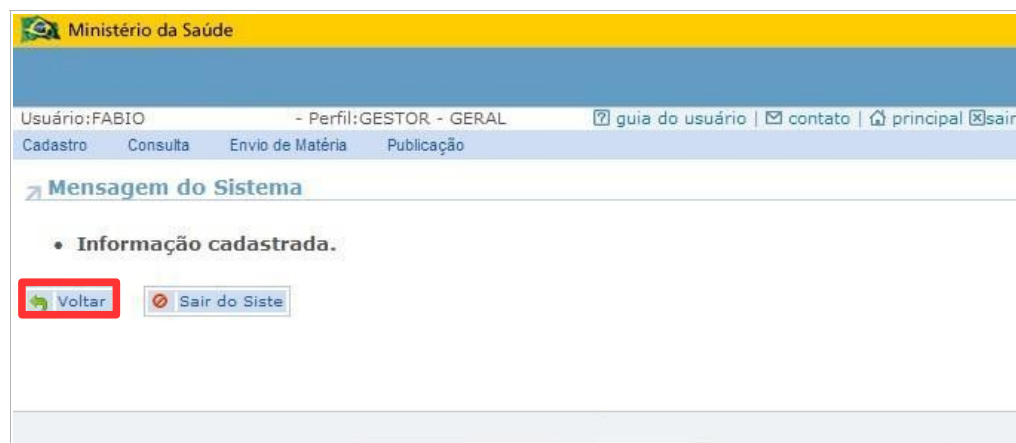 Ministério da Saúde
Usuário:FABIO - Perfil:GESTOR - GERAL guia do usuário | contato | principal sair
Cadastro Consulta Envio de Matéria Publicação
Mensagem do Sistema
• Informação cadastrada.
Voltar Sair do Siste